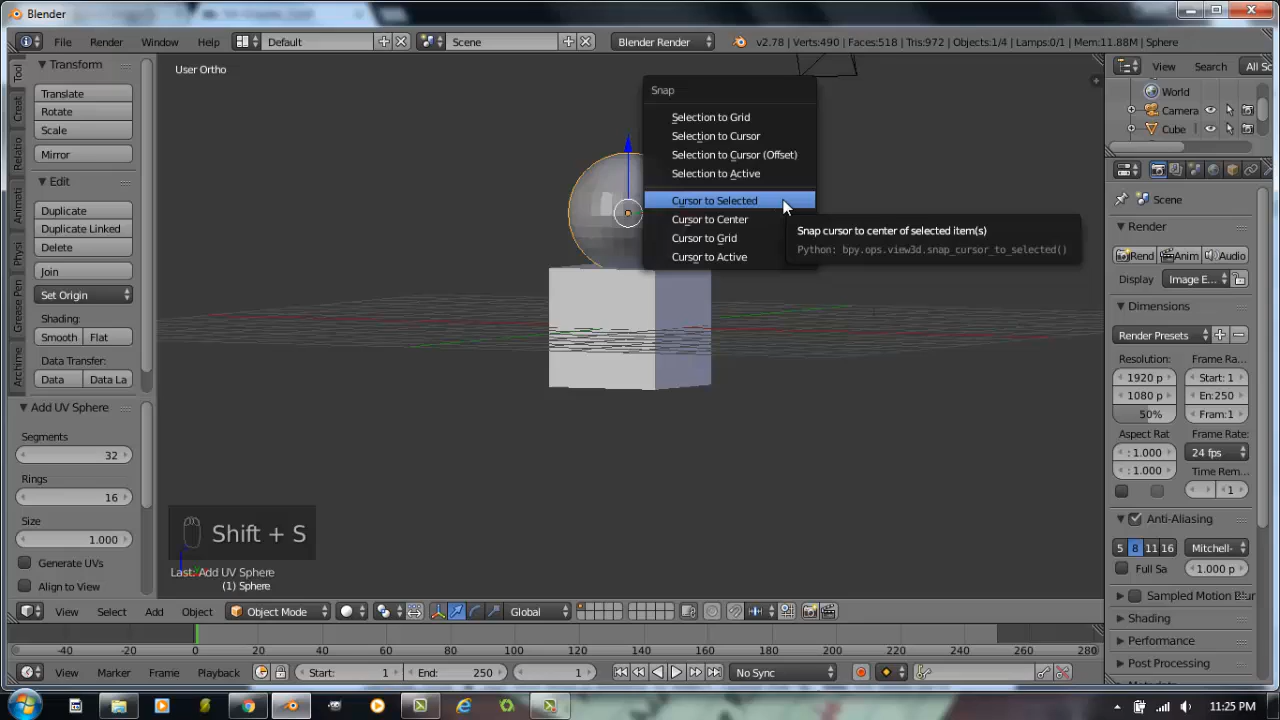 Blender
File Render Window Help Default Scene Blender Render v2.78 | Verts:490 | Faces:518 | Tris:972 | Objects:1/4 | Lamps:0/1 | Mem:11.88M | Sphere
View Search All Sc
Tool
Creat
Relatio
Animati
Physi
Grease Pen
Archime
Transform
Translate
Rotate
Scale
Mirror
Edit
Duplicate
Duplicate Linked
Delete
Join
Set Origin
Shading:
Smooth Flat
Data Transfer:
Data Data La
Add UV Sphere
Segments
32
Rings
16
Size
1.000
Generate UVs
Align to View
User Ortho
Snap
Selection to Grid
Selection to Cursor
Selection to Cursor (Offset)
Selection to Active
Cursor to Selected
Cursor to Center
Cursor to Grid
Cursor to Active
Snap cursor to center of selected item(s)
Python: bpy.ops.view3d.snap_cursor_to_selected()
Shift + S
Last: Add UV Sphere
(1) Sphere
World
Camera
Cube
Scene
Render
Rend Anim Audio
Display Image E...
Dimensions
Render Presets
Resolution: Frame Ra...
1920 p Start: 1
1080 p En:250
50% Fram:1
Aspect Rat Frame Rate:
: 1.000 24 fps
: 1.000 Time Rem...
1
Anti-Aliasing
5 8 11 16 Mitchell-
Full Sa 1.000 p
Sampled Motion Blur
Shading
Performance
Post Processing
View Select Add Object Object Mode Global
-40 -20 0 20 40 60 80 100 120 140 160 180 200 220 240 260 280
View Marker Frame Playback Start: 1 End: 250 1 No Sync
11:25 PM